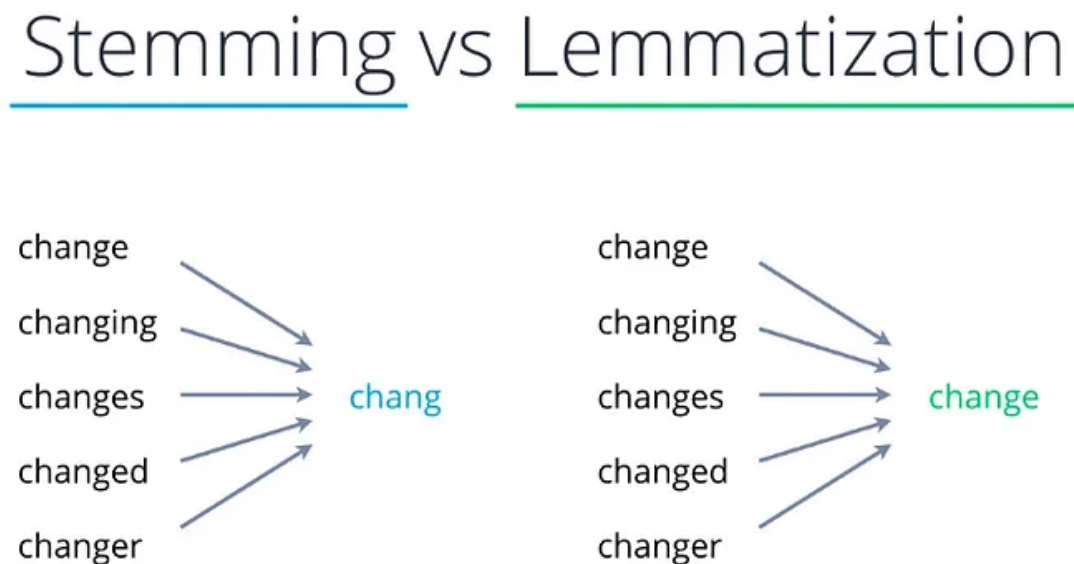 Stemming vs Lemmatization
change
changing
changes
changed
changer
chang
change
changing
changes
changed
changer
change